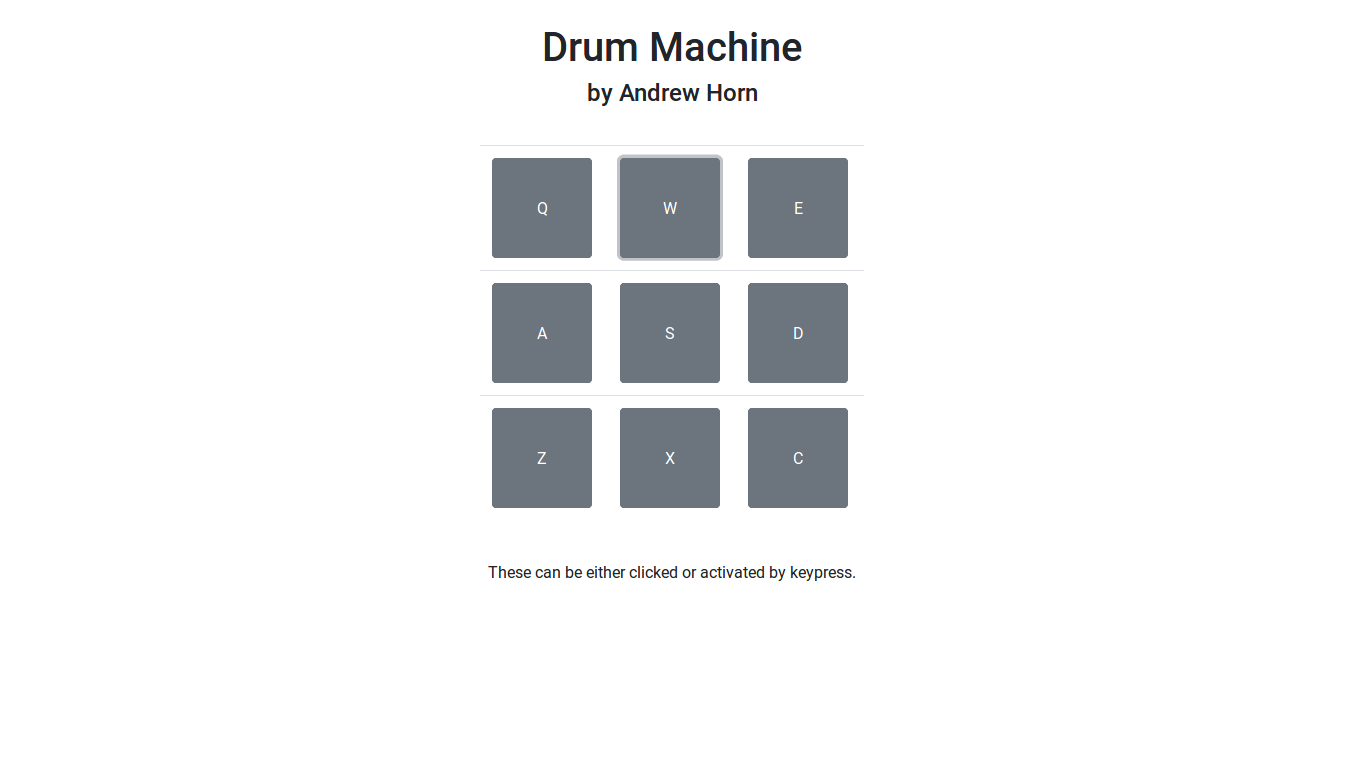 Drum Machine
by Andrew Horn
Q W E
A S D
Z X C
These can be either clicked or activated by keypress.